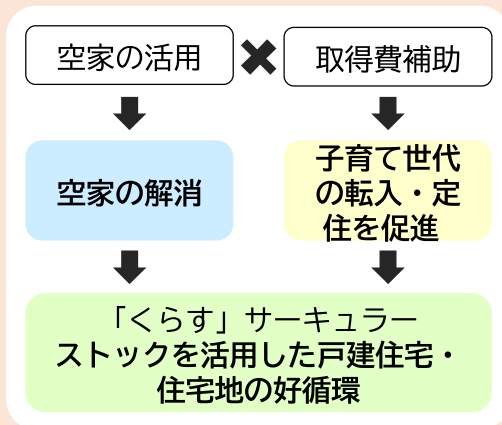 空家の活用
取得費補助
空家の解消
子育て世代
の転入・定
住を促進
「くらす」サーキュラー
ストックを活用した戸建住宅・
住宅地の好循環